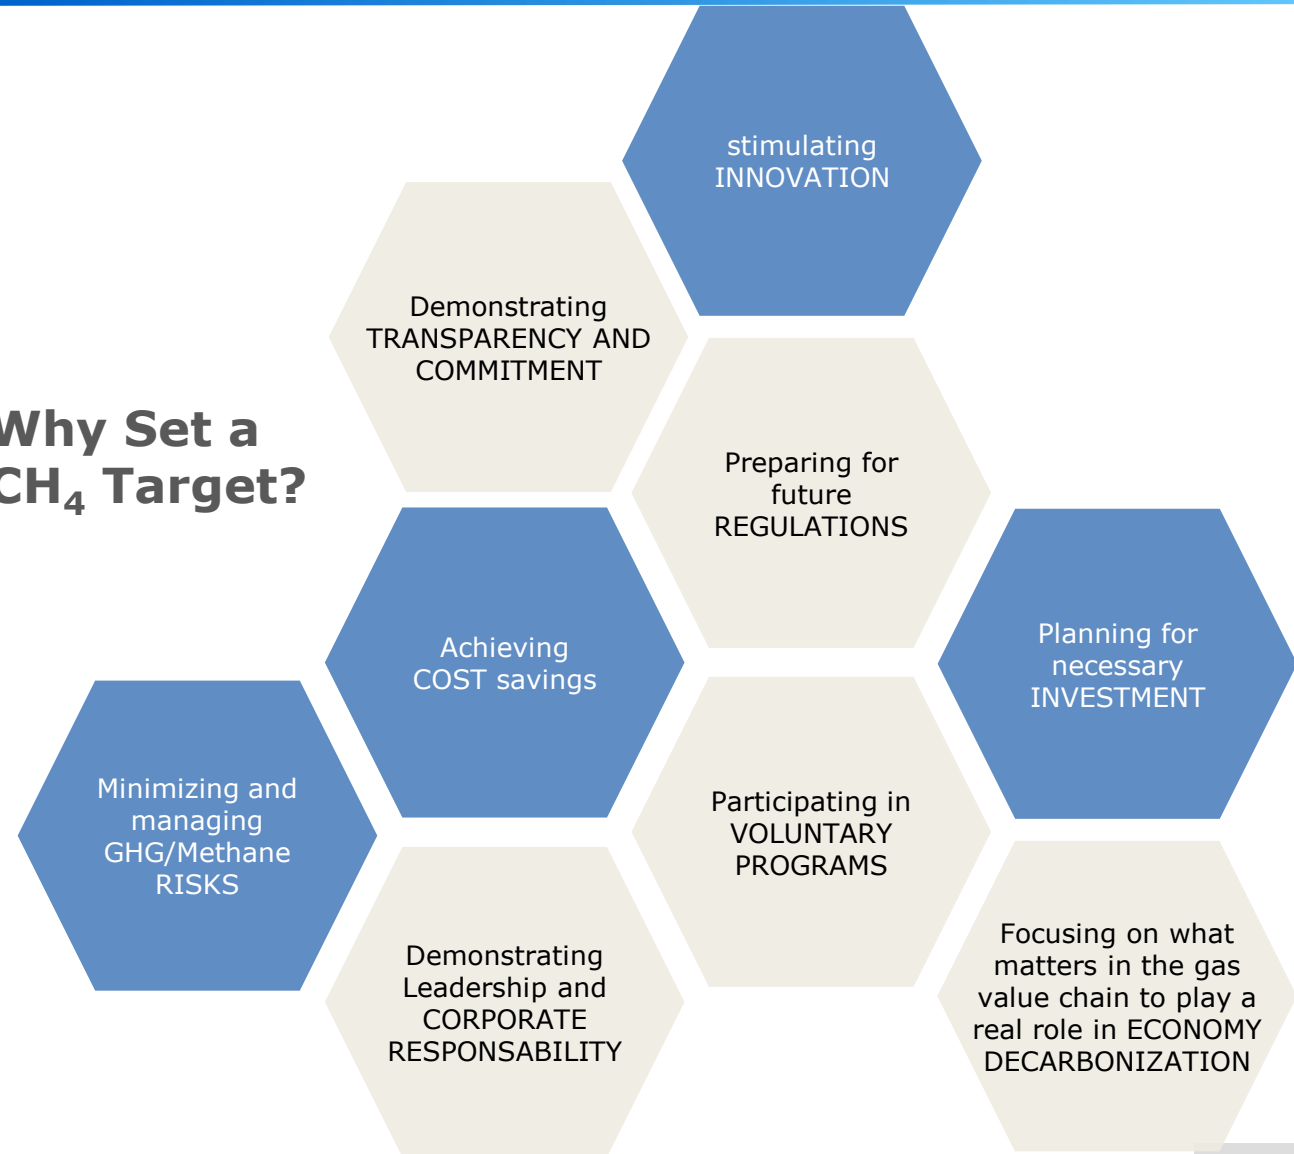 Why Set a
CH₄ Target?
stimulating
INNOVATION
Demonstrating
TRANSPARENCY AND
COMMITMENT
Preparing for
future
REGULATIONS
Achieving
COST savings
Planning for
necessary
INVESTMENT
Minimizing and
managing
GHG/Methane
RISKS
Participating in
VOLUNTARY
PROGRAMS
Demonstrating
Leadership and
CORPORATE
RESPONSABILITY
Focusing on what
matters in the gas
value chain to play a
real role in ECONOMY
DECARBONIZATION